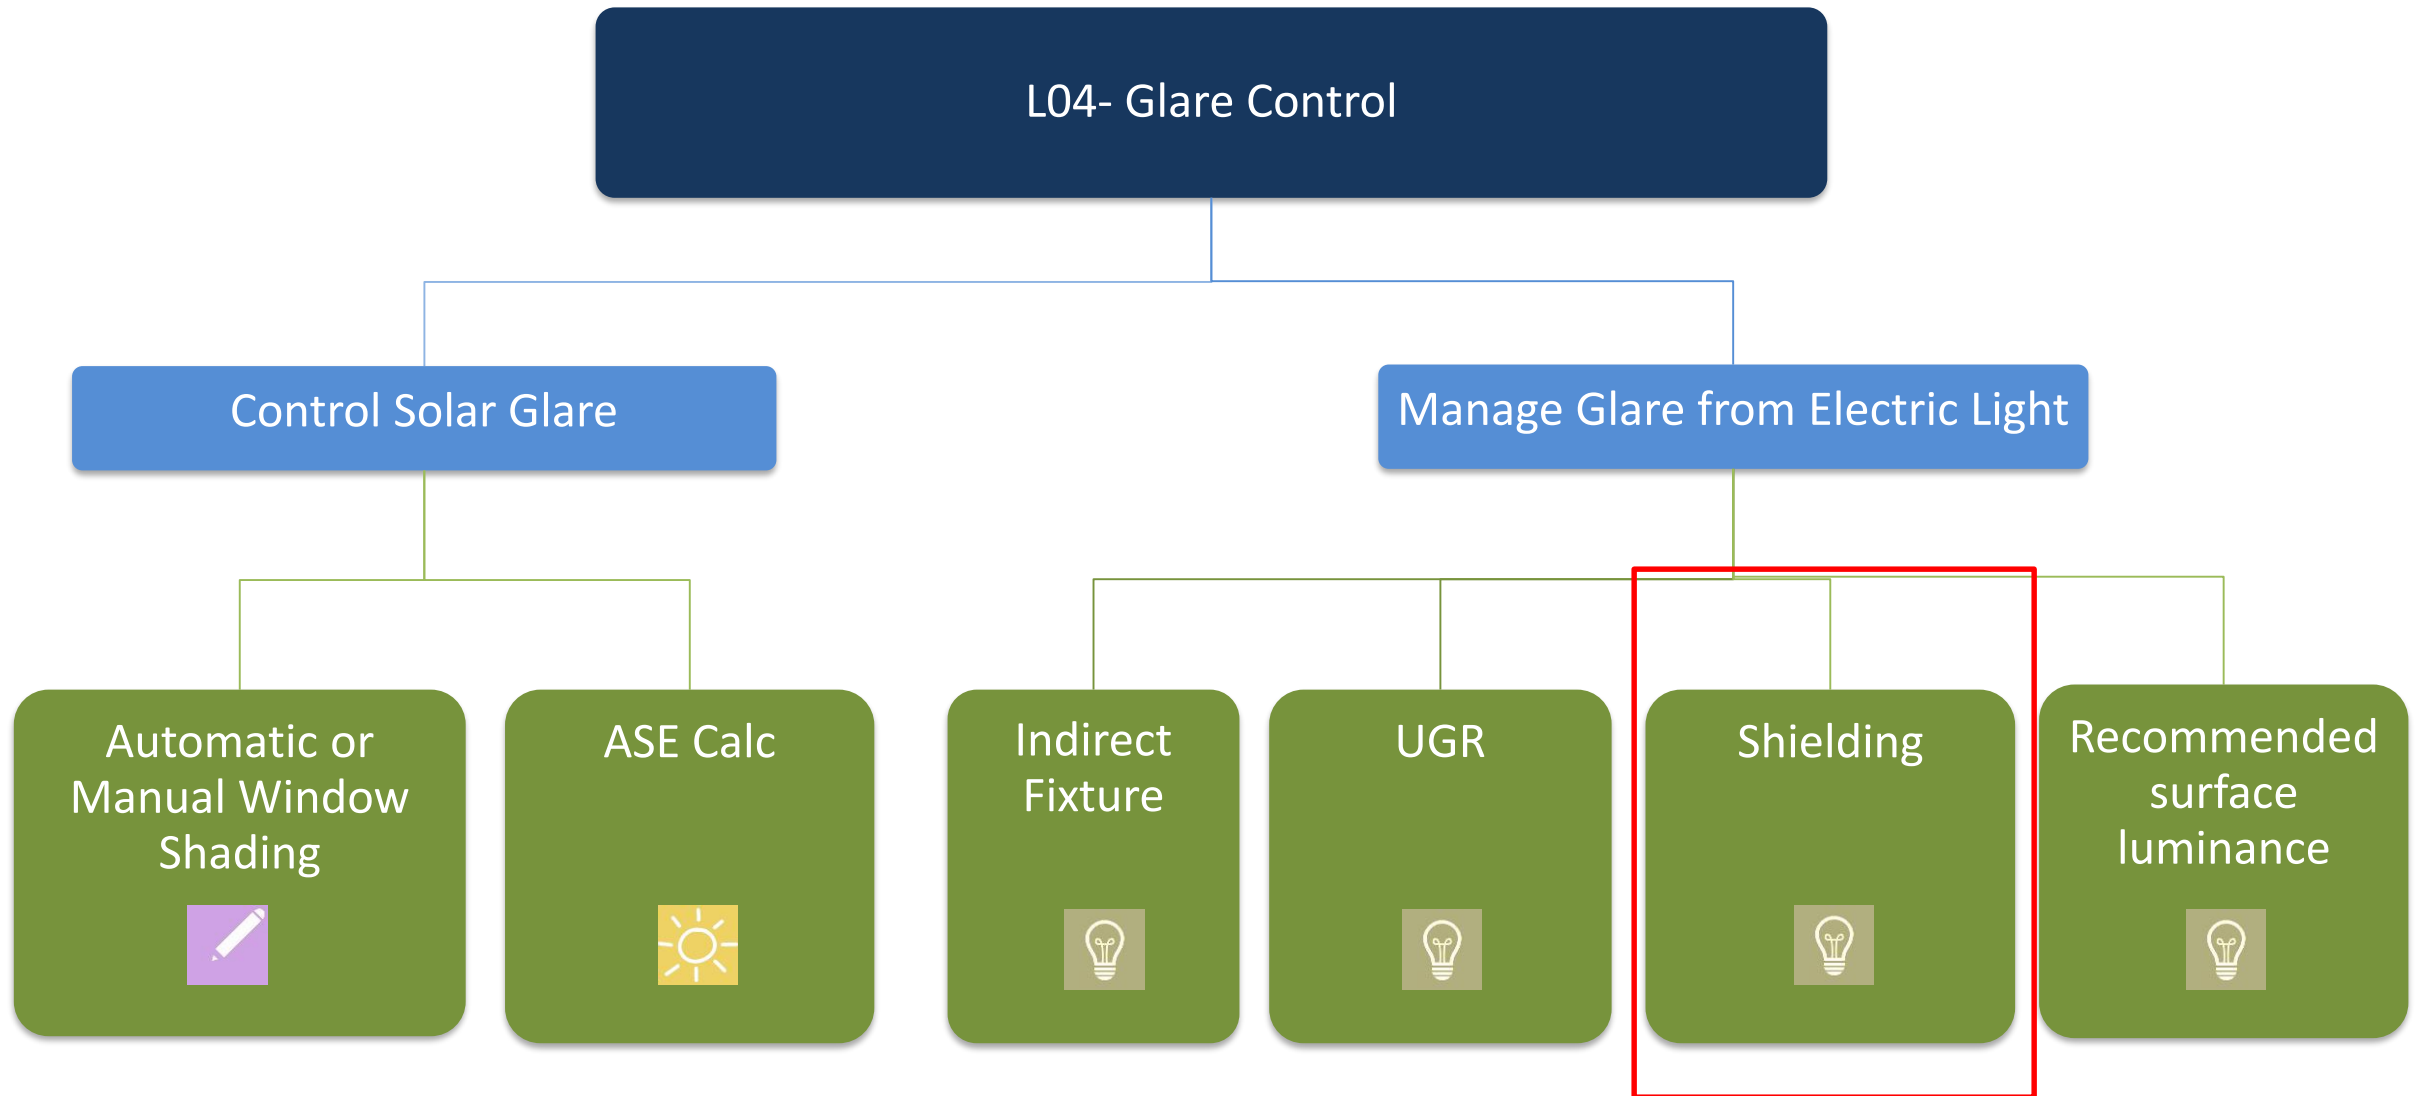 L04- Glare Control
Control Solar Glare
Manage Glare from Electric Light
Automatic or
Manual Window
Shading
ASE Calc
Indirect
Fixture
UGR
Shielding
Recommended
surface
luminance